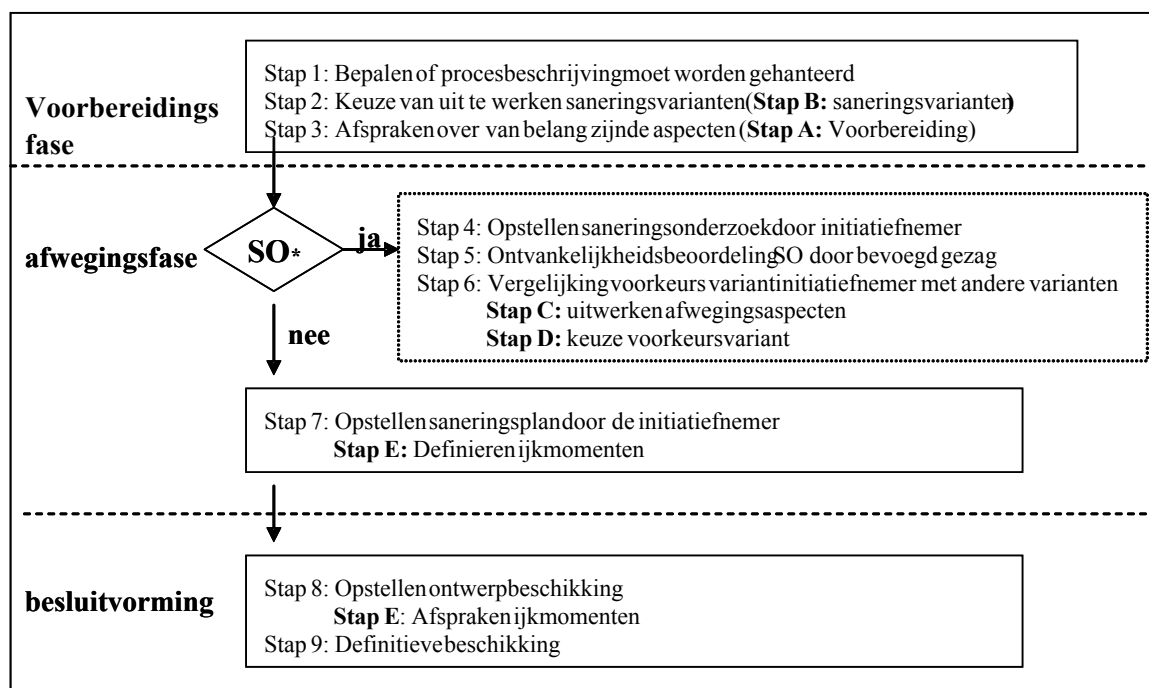 Voorbereidings
fase
Stap 1: Bepalen of procesbeschrijving moet worden gehanteerd
Stap 2: Keuze van uit te werken saneringsvarianten (Stap B: saneringsvarianten)
Stap 3: Afspraken over van belang zijnde aspecten (Stap A: Voorbereiding)
afwegingsfase
SO*
ja
nee
Stap 4: Opstellen saneringsonderzoek door initiatiefnemer
Stap 5: Ontvankelijkheidsbeoordeling SO door bevoegd gezag
Stap 6: Vergelijking voorkeurs variant initiatiefnemer met andere varianten
Stap C: uitwerken afwegingsaspecten
Stap D: keuze voorkeursvariant
Stap 7: Opstellen saneringsplan door de initiatiefnemer
Stap E: Definieren ijkmomenten
besluitvorming
Stap 8: Opstellen ontwerpbeschikking
Stap E: Afspraken ijkmomenten
Stap 9: Definitieve beschikking